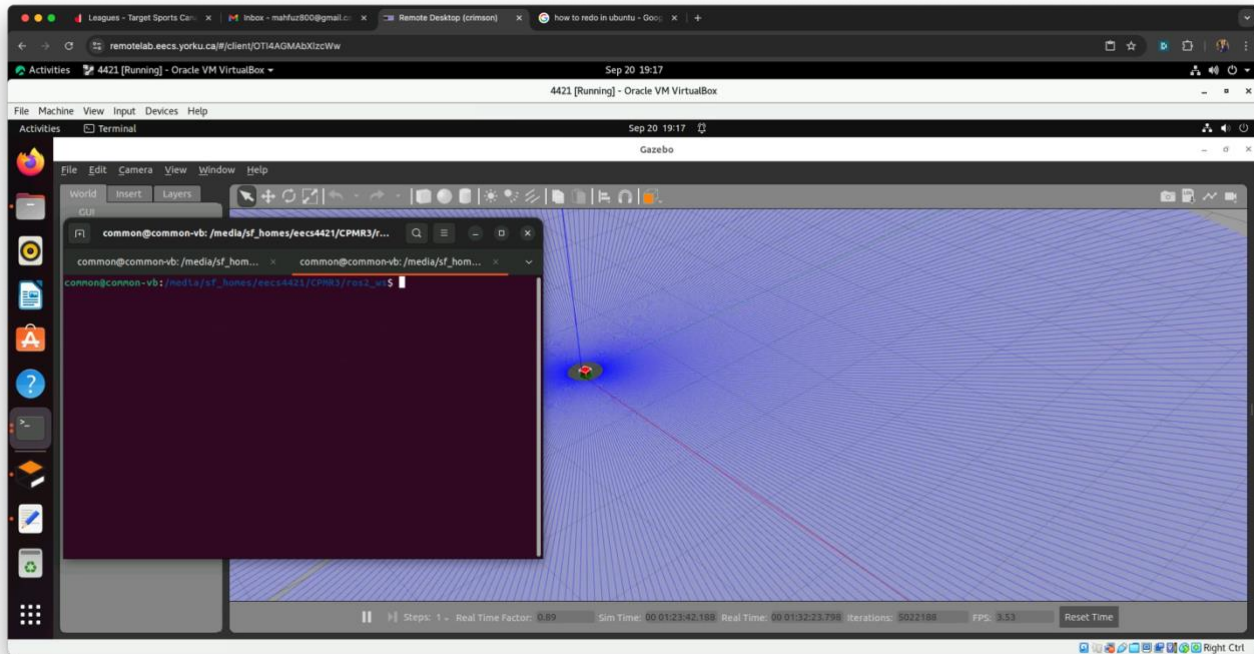 Leagues - Target Sports Can
Inbox - mahfuz800@gmail.c
Remote Desktop (crimson)
how to redo in ubuntu - Goog
remotelab.eecs.yorku.ca/#/client/OTI4AGMAbXlzcWw
Activities 4421 [Running] - Oracle VM VirtualBox Sep 20 19:17
4421 [Running] - Oracle VM VirtualBox
File Machine View Input Devices Help
Activities Terminal Sep 20 19:17
Gazebo
File Edit Camera View Window Help
World Insert Layers
GUI
common@common-vb: /media/sf_homes/eecs4421/CPMR3/r...
common@common-vb: /media/sf_hom... common@common-vb: /media/sf_hom...
common@common-vb:/media/sf_homes/eecs4421/CPMR3/ros2_ws$
Steps: 1 Real Time Factor: 0.89 Sim Time: 00 01:23:42.188 Real Time: 00 01:32:23.798 Iterations: 5022188 FPS: 3.53 Reset Time
Right Ctrl